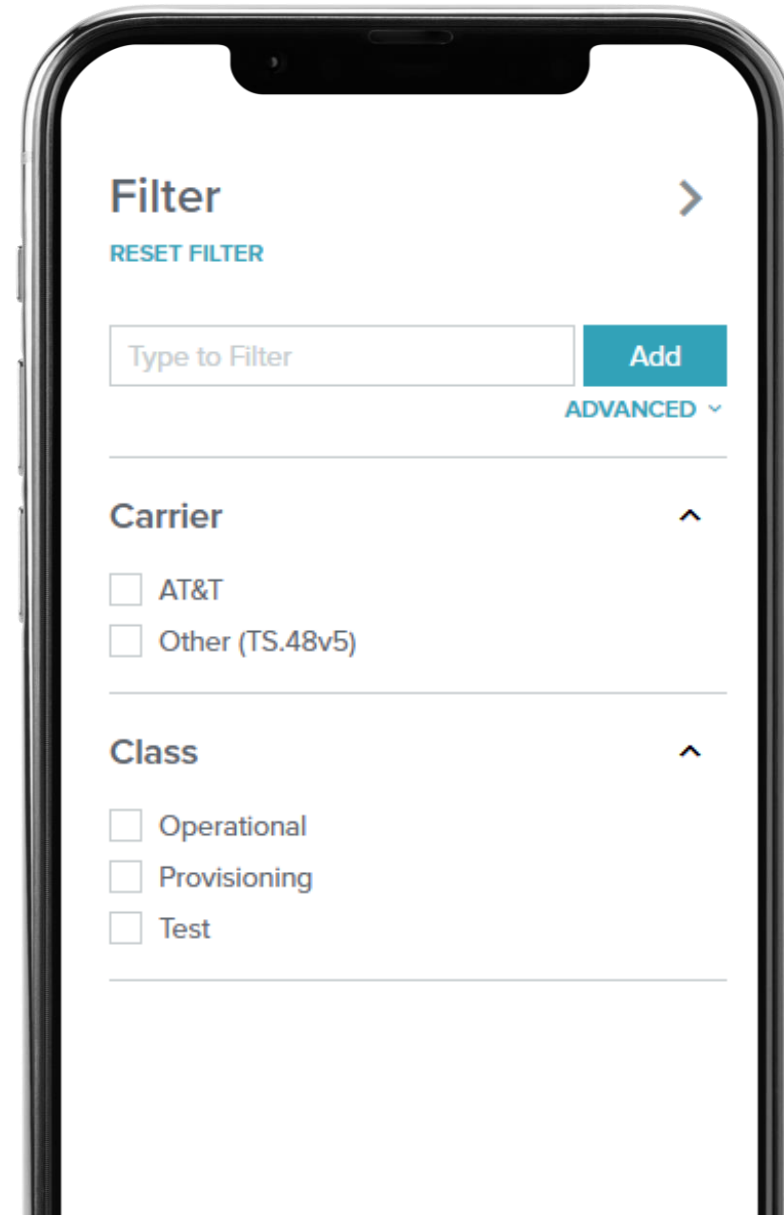 Filter
RESET FILTER
Type to Filter
Add
ADVANCED
Carrier
AT&T
Other (TS.48v5)
Class
Operational
Provisioning
Test